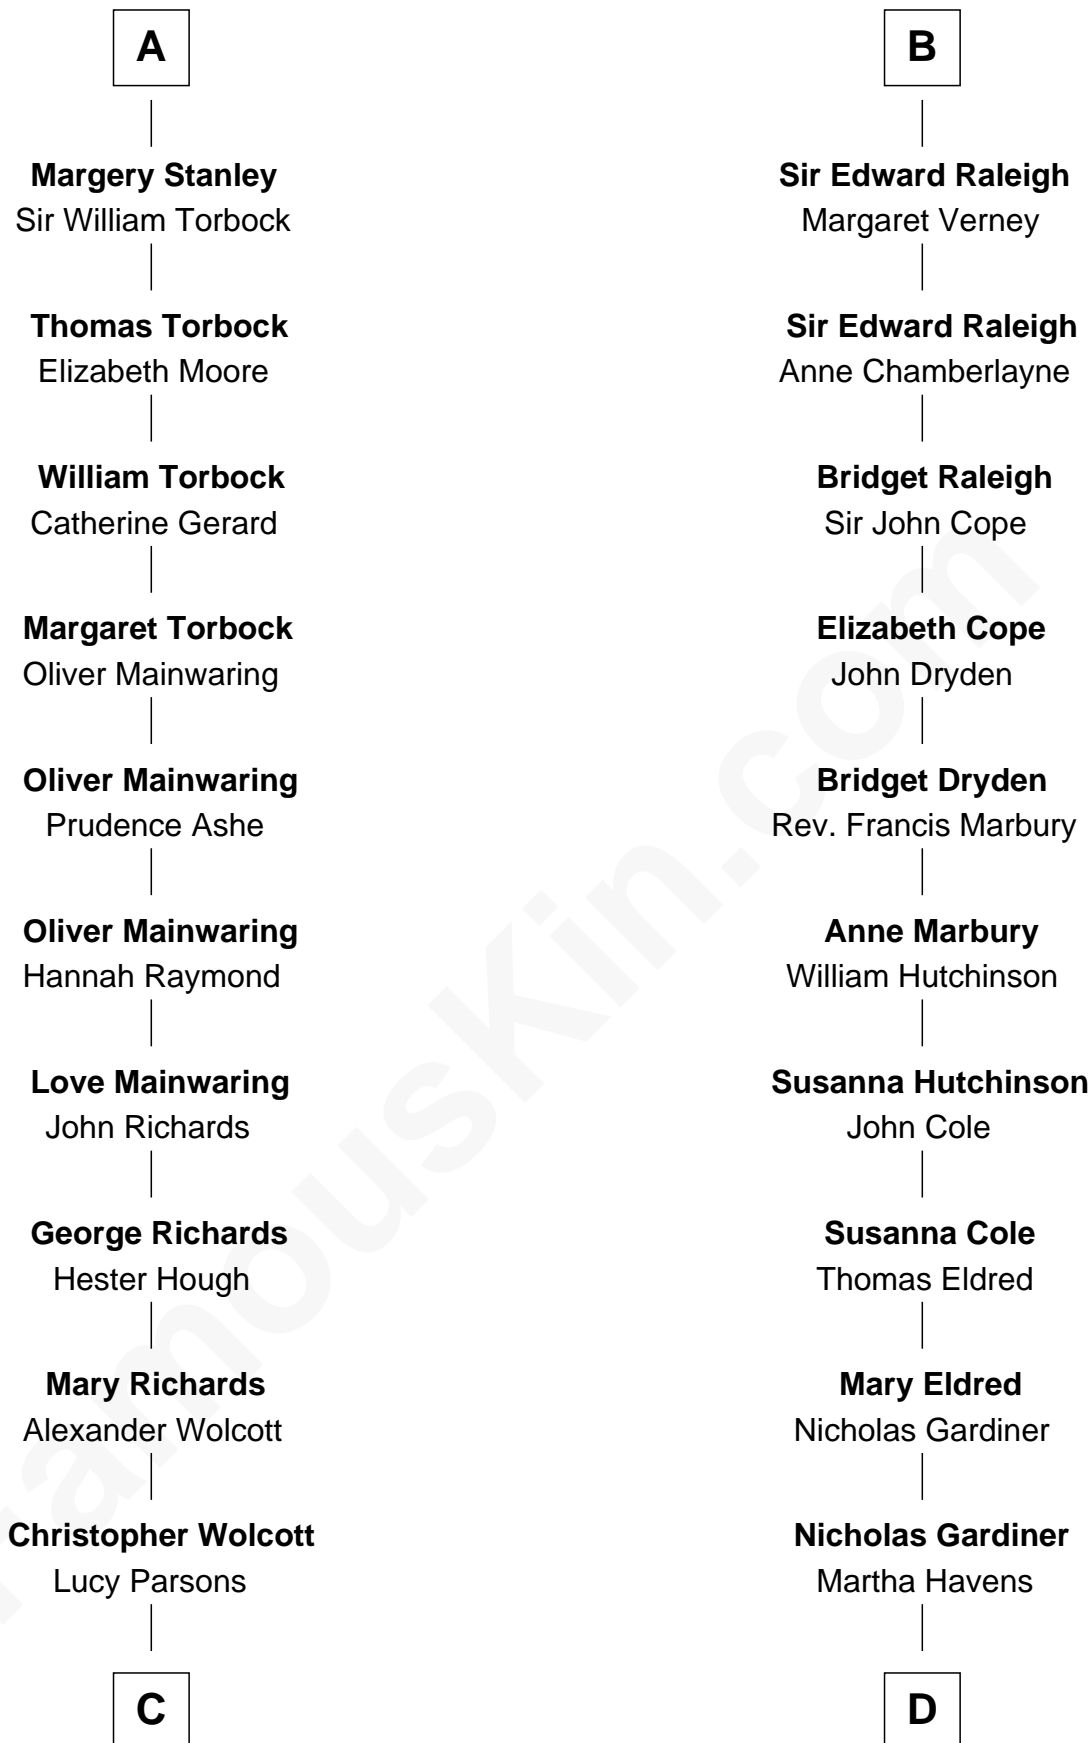 A
Margery Stanley
Sir William Torbock
Thomas Torbock
Elizabeth Moore
William Torbock
Catherine Gerard
Margaret Torbock
Oliver Mainwaring
Oliver Mainwaring
Prudence Ashe
Oliver Mainwaring
Hannah Raymond
Love Mainwaring
John Richards
George Richards
Hester Hough
Mary Richards
Alexander Wolcott
Christopher Wolcott
Lucy Parsons
C
B
Sir Edward Raleigh
Margaret Verney
Sir Edward Raleigh
Anne Chamberlayne
Bridget Raleigh
Sir John Cope
Elizabeth Cope
John Dryden
Bridget Dryden
Rev. Francis Marbury
Anne Marbury
William Hutchinson
Susanna Hutchinson
John Cole
Susanna Cole
Thomas Eldred
Mary Eldred
Nicholas Gardiner
Nicholas Gardiner
Martha Havens
D
FamousKin.com